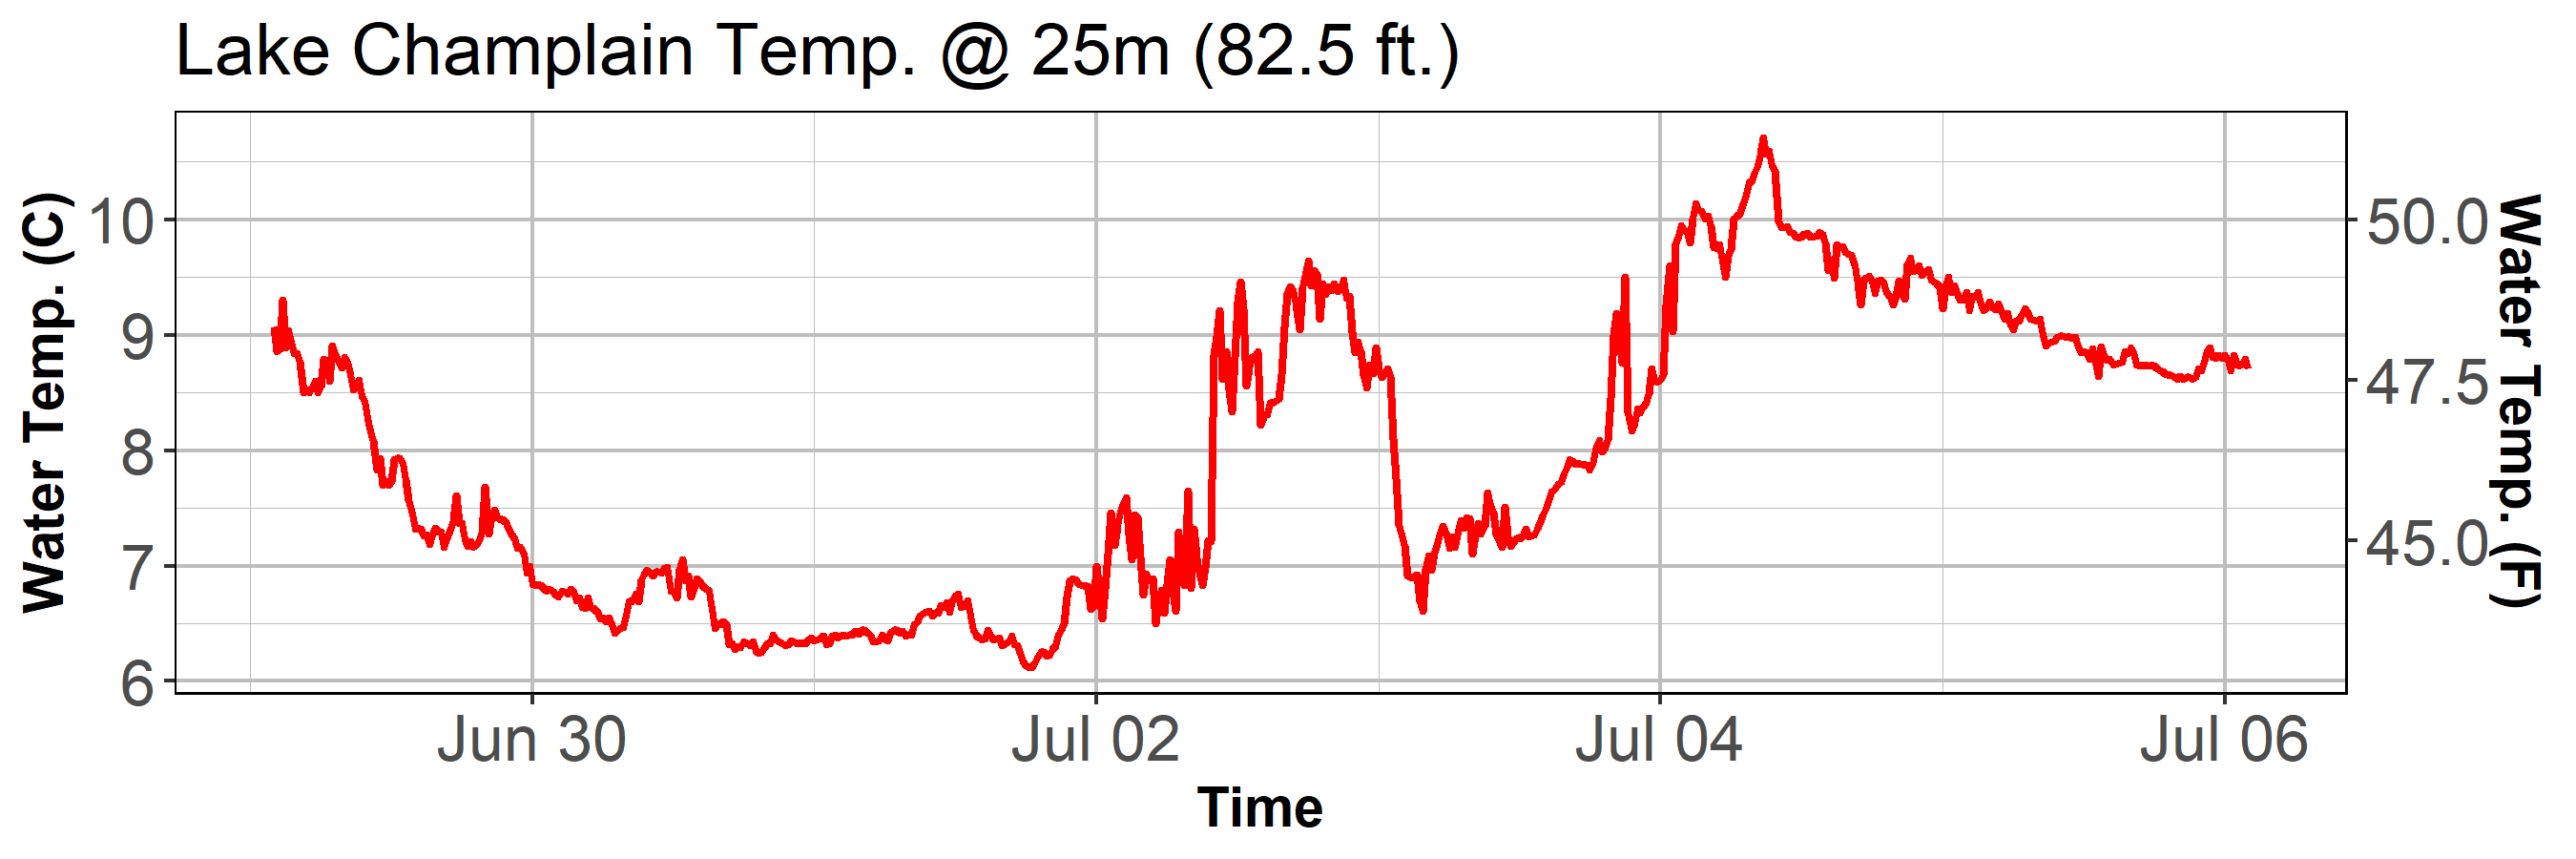 Lake Champlain Temp. @ 25m (82.5 ft.)
Water Temp. (C)
10
9
8
7
6
50.0
47.5
45.0
Water Temp. (F)
Jun 30 Jul 02 Jul 04 Jul 06
Time